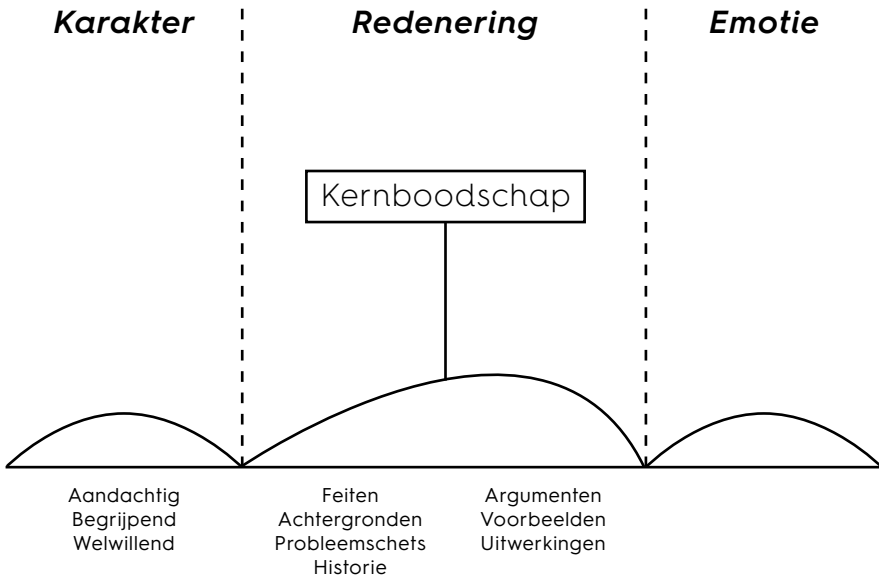 Karakter
Redenering
Emotie
Kernboodschap
Aandachtig
Begrijpend
Welwillend
Feiten
Achtergronden
Probleemschets
Historie
Argumenten
Voorbeelden
Uitwerkingen